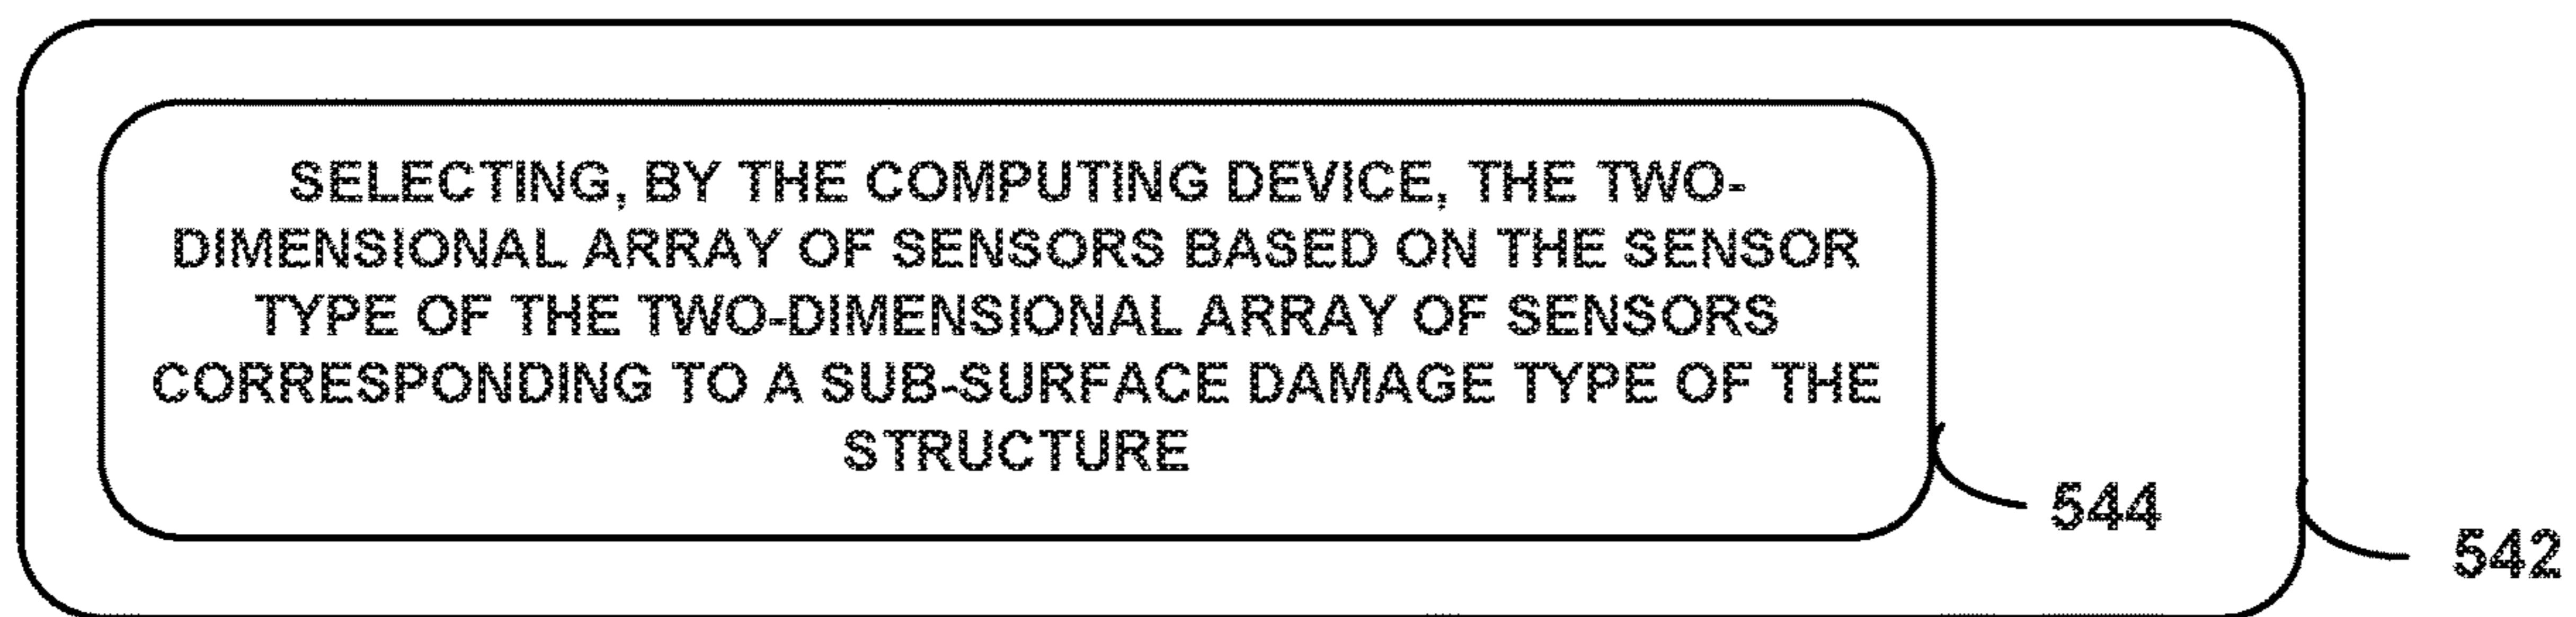 SELECTING, BY THE COMPUTING DEVICE, THE TWO-
DIMENSIONAL ARRAY OF SENSORS BASED ON THE SENSOR
TYPE OF THE TWO-DIMENSIONAL ARRAY OF SENSORS
CORRESPONDING TO A SUB-SURFACE DAMAGE TYPE OF THE
STRUCTURE
544
542